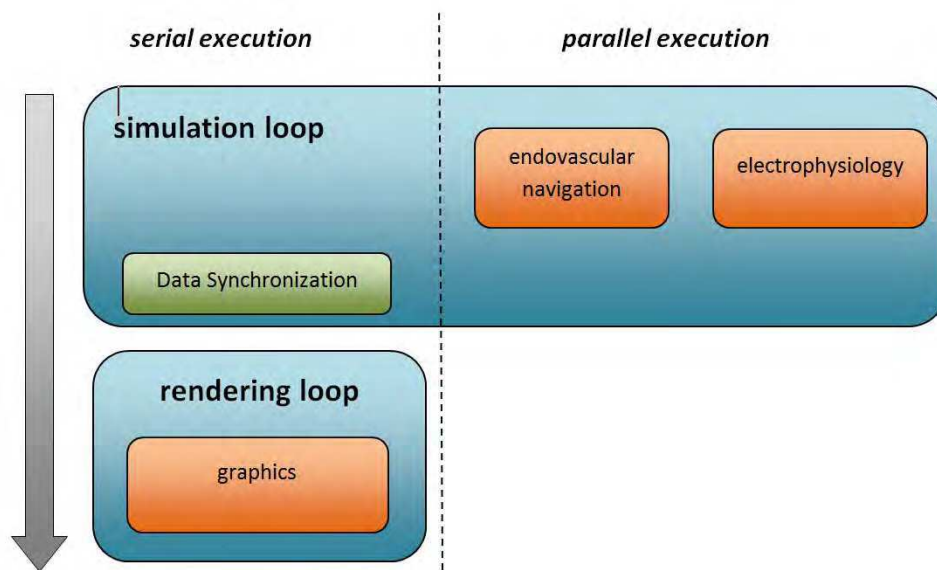 serial execution
parallel execution
simulation loop
endovascular
navigation
electrophysiology
Data Synchronization
rendering loop
graphics